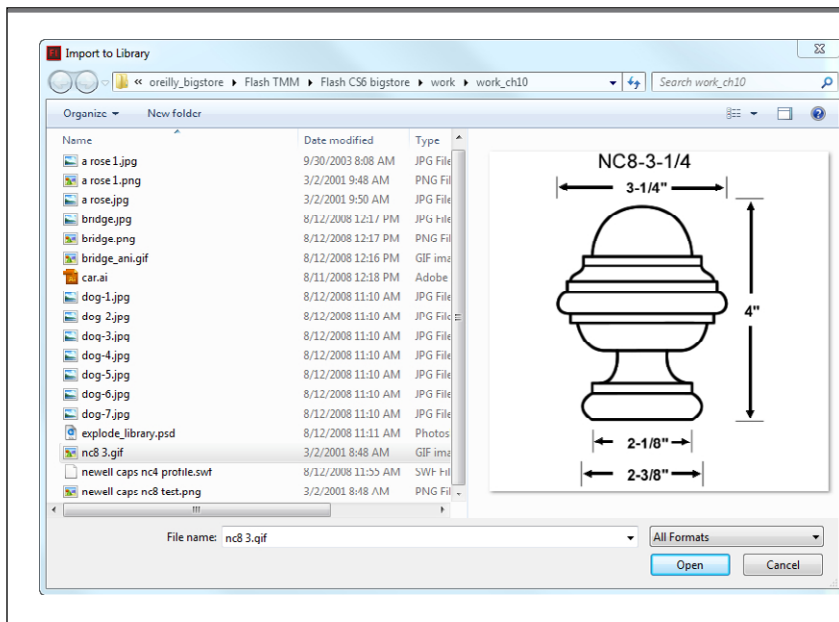 Import to Library
« oreilly_bigstore ▸ Flash TMM ▸ Flash CS6 bigstore ▸ work ▸ work_ch10
Search work_ch10
Organize
New folder
Name Date modified Type
a rose 1.jpg 9/30/2003 8:08 AM JPG File
a rose 1.png 3/2/2001 9:48 AM PNG Fil
a rose.jpg 3/2/2001 9:50 AM JPG File
bridge.jpg 8/12/2008 12:17 PM JPG File
bridge.png 8/12/2008 12:17 PM PNG Fil
bridge_ani.gif 8/12/2008 12:16 PM GIF ima
car.ai 8/11/2008 12:18 PM Adobe
dog-1.jpg 8/12/2008 11:10 AM JPG File
dog 2.jpg 8/12/2008 11:10 AM JPG File
dog-3.jpg 8/12/2008 11:10 AM JPG File
dog-4.jpg 8/12/2008 11:10 AM JPG File
dog-5.jpg 8/12/2008 11:10 AM JPG File
dog-6.jpg 8/12/2008 11:10 AM JPG File
dog-7.jpg 8/12/2008 11:10 AM JPG File
explode_library.psd 8/12/2008 11:11 AM Photos
nc8 3.gif 3/2/2001 8:48 AM GIF ima
newell caps nc4 profile.swf 8/12/2008 11:55 AM SWF Fil
newell caps nc8 test.png 3/2/2001 8:48 AM PNG Fil
NC8-3-1/4
3-1/4"
4"
2-1/8"
2-3/8"
File name: nc8 3.gif
All Formats
Open
Cancel